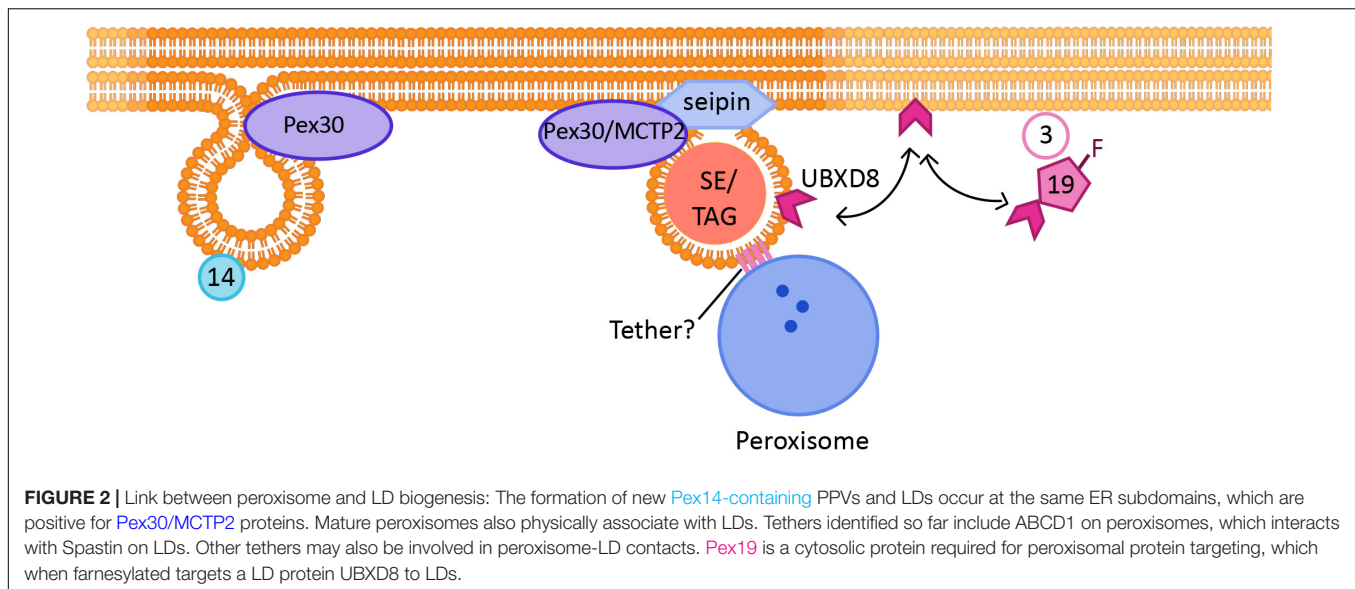 Pex30
Pex30/MCTP2
seipin
3
F
19
SE/
TAG
UBXD8
14
Tether?
Peroxisome
FIGURE 2 | Link between peroxisome and LD biogenesis: The formation of new Pex14-containing PPVs and LDs occur at the same ER subdomains, which are
positive for Pex30/MCTP2 proteins. Mature peroxisomes also physically associate with LDs. Tethers identified so far include ABCD1 on peroxisomes, which interacts
with Spastin on LDs. Other tethers may also be involved in peroxisome-LD contacts. Pex19 is a cytosolic protein required for peroxisomal protein targeting, which
when farnesylated targets a LD protein UBXD8 to LDs.